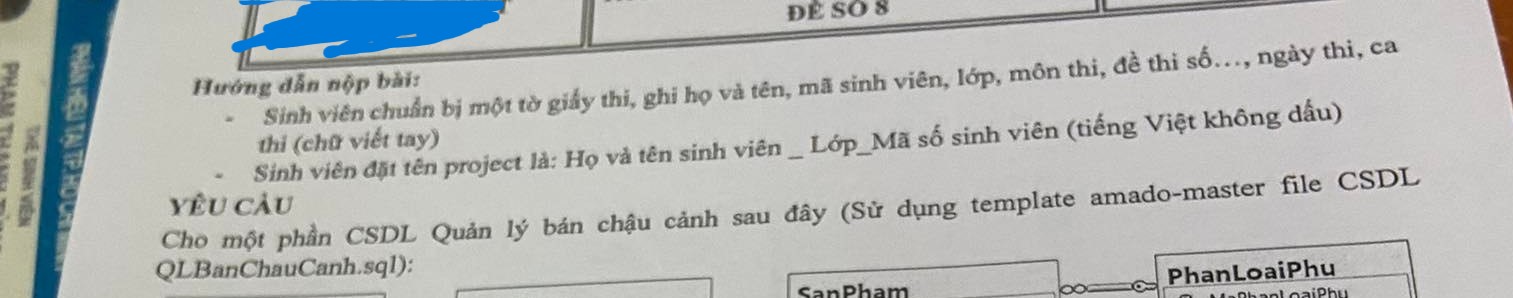 ĐỀ SỐ 8
Hướng dẫn nộp bài:
- Sinh viên chuẩn bị một tờ giấy thi, ghi họ và tên, mã sinh viên, lớp, môn thi, đề thi số…, ngày thi, ca
thi (chữ viết tay)
- Sinh viên đặt tên project là: Họ và tên sinh viên _ Lớp_Mã số sinh viên (tiếng Việt không dấu)
YÊU CẦU
Cho một phần CSDL Quản lý bán chậu cảnh sau đây (Sử dụng template amado-master file CSDL
QLBanChauCanh.sql):
SanPham
PhanLoaiPhu
MaPhanLoaiPhu
THẺ SINH VIÊN